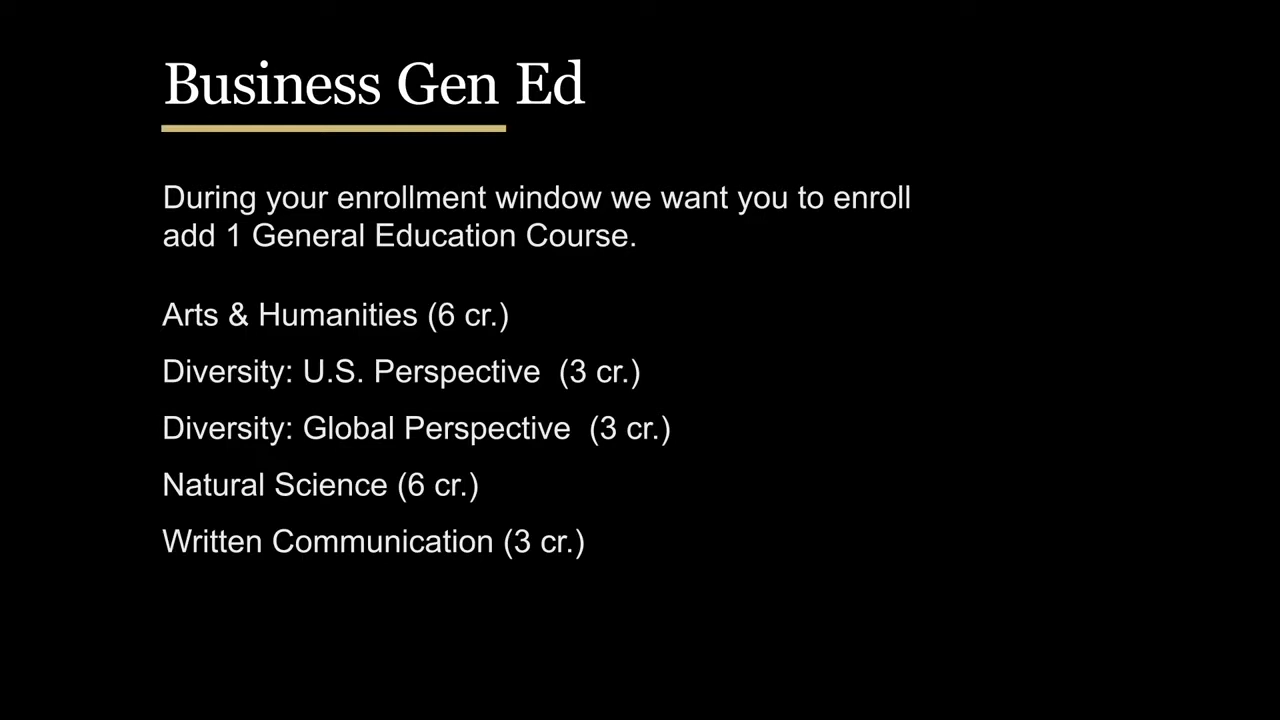 Business Gen Ed
During your enrollment window we want you to enroll
add 1 General Education Course.
Arts & Humanities (6 cr.)
Diversity: U.S. Perspective  (3 cr.)
Diversity: Global Perspective  (3 cr.)
Natural Science (6 cr.)
Written Communication (3 cr.)